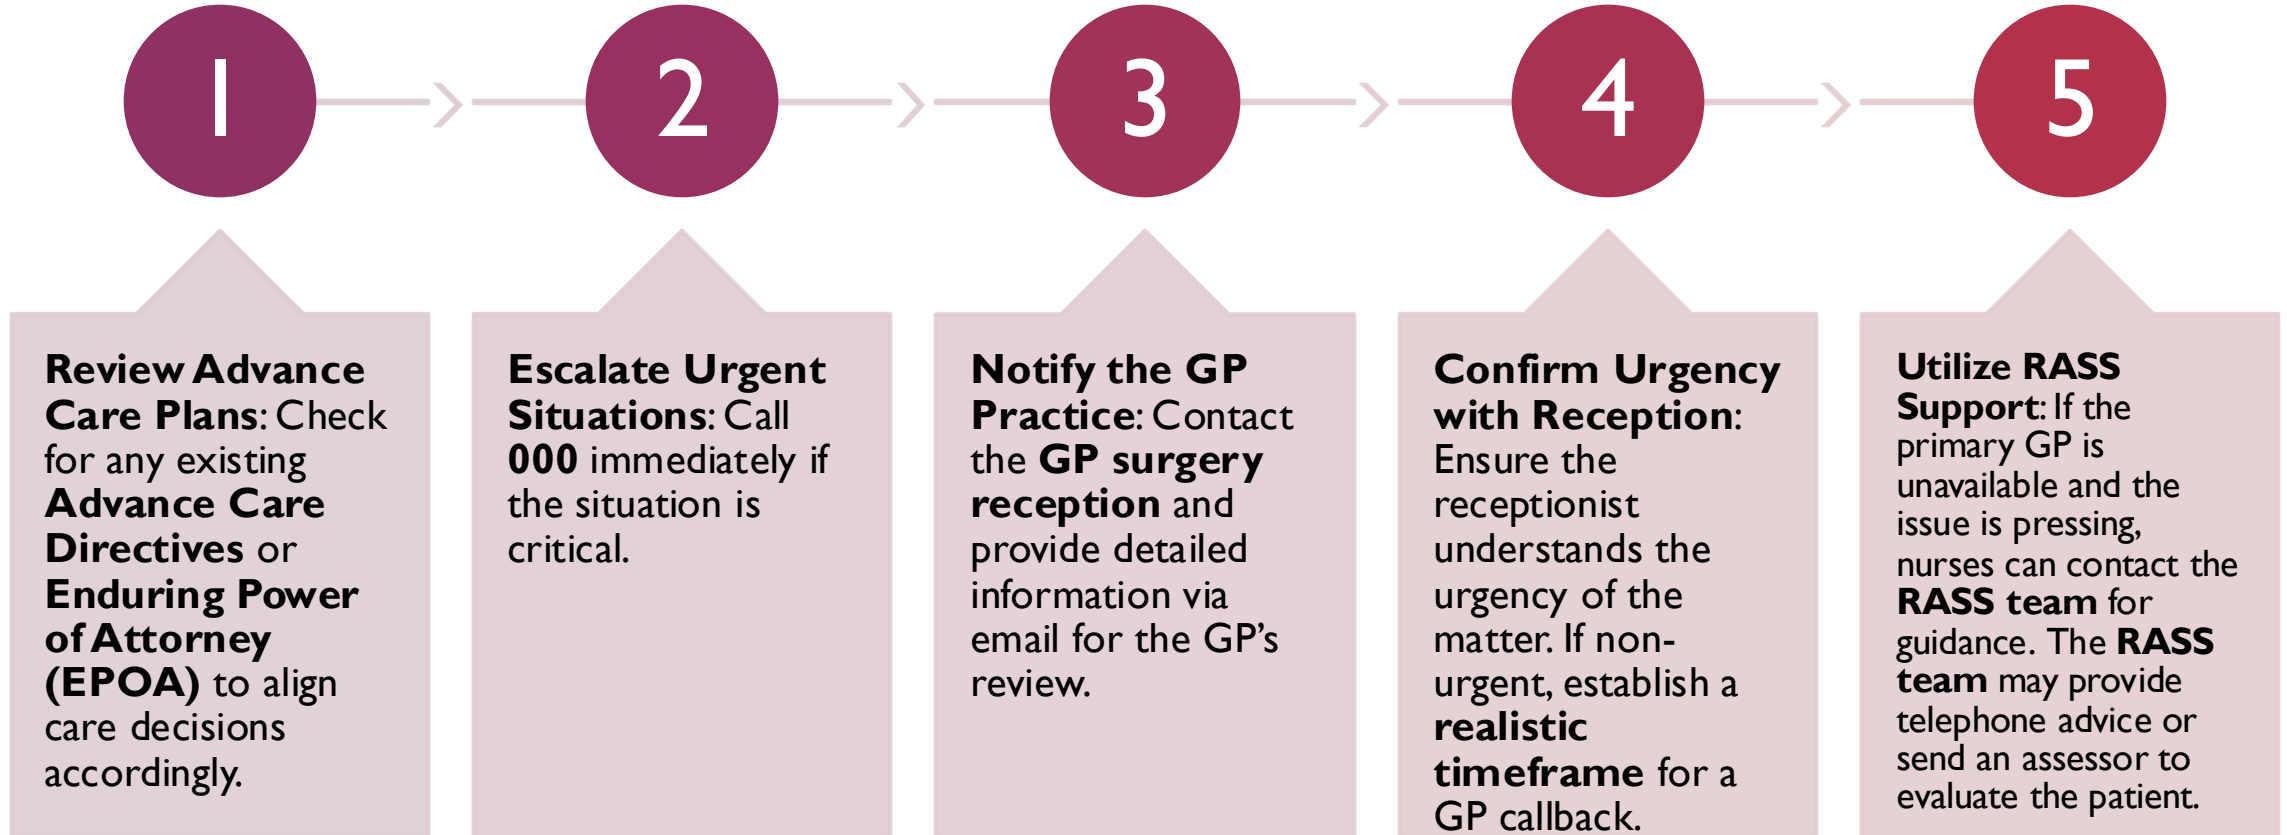 1
2
3
4
5
Review Advance
Care Plans: Check
for any existing
Advance Care
Directives or
Enduring Power
of Attorney
(EPOA) to align
care decisions
accordingly.
Escalate Urgent
Situations: Call
000 immediately if
the situation is
critical.
Notify the GP
Practice: Contact
the GP surgery
reception and
provide detailed
information via
email for the GP’s
review.
Confirm Urgency
with Reception:
Ensure the
receptionist
understands the
urgency of the
matter. If non-
urgent, establish a
realistic
timeframe for a
GP callback.
Utilize RASS
Support: If the
primary GP is
unavailable and the
issue is pressing,
nurses can contact the
RASS team for
guidance. The RASS
team may provide
telephone advice or
send an assessor to
evaluate the patient.